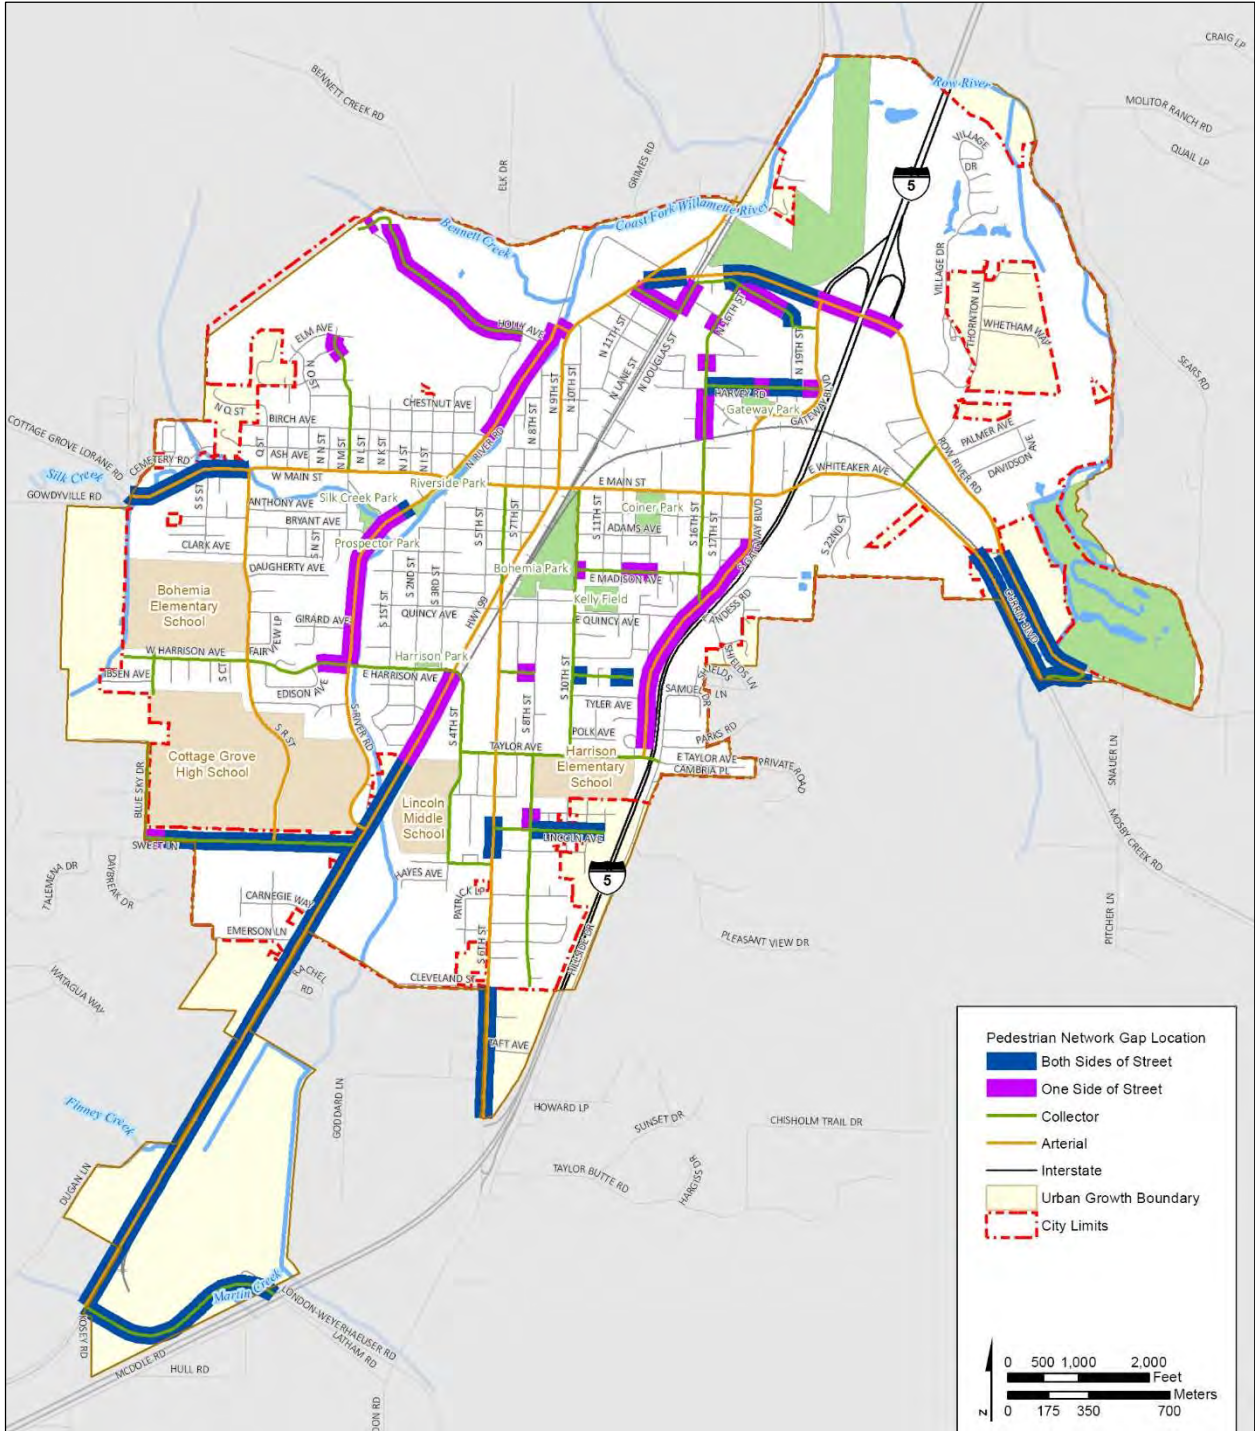 CRAIG LP
BENNETT CREEK RD
Row River
MOLITOR RANCH RD
QUAIL LP
VILLAGE
DR
5
ELK DR
GRIMES RD
Coast Fork Willamette River
Bennett Creek
VILLAGE DR
THORNTON LN
WHETHAM WAY
HOLLY AVE
ELM AVE
N O ST
N 11TH ST
N LANE ST
N DOUGLAS ST
N 16TH ST
N 19TH ST
SEARS RD
N 9TH ST
N 10TH ST
N 8TH ST
HARVEY RD
Gateway Park
GATEWAY BLVD
CHESTNUT AVE
N Q ST
BIRCH AVE
COTTAGE GROVE LORANE RD
CEMETERY RD
Q ST
ASH AVE
N N ST
N M ST
N L ST
N K ST
N J ST
N I ST
N RIVER RD
PALMER AVE
DAVIDSON AVE
ROW RIVER RD
E WHITEAKER AVE
Silk Creek
W MAIN ST
Riverside Park
E MAIN ST
GOWDYVILLE RD
S S ST
ANTHONY AVE
Silk Creek Park
S 5TH ST
S 7TH ST
S 11TH ST
Coiner Park
ADAMS AVE
S 16TH ST
S 17TH ST
S GATEWAY BLVD
S 22ND ST
BRYANT AVE
S N ST
Prospector Park
CLARK AVE
DAUGHERTY AVE
S 2ND ST
S 3RD ST
Bohemia Park
E MADISON AVE
Bohemia
Elementary
School
Kelly Field
QUINCY AVE
HWY 99
E QUINCY AVE
LANDESS RD
GIRARD AVE
S 1ST ST
FAIRVIEW LP
SHIELDS LN
SHIELDS
W HARRISON AVE
S CT
Harrison Park
E HARRISON AVE
IBSEN AVE
EDISON AVE
S 10TH ST
SAMUEL DR
LN
TYLER AVE
S R ST
S RIVER RD
S 4TH ST
S 8TH ST
POLK AVE
PARKS RD
TAYLOR AVE
Harrison
Elementary
School
E TAYLOR AVE
CAMBRIA PL
PRIVATE ROAD
Cottage Grove
High School
BLUE SKY DR
Lincoln
Middle
School
SNAUER LN
MOSBY CREEK RD
SWEET LN
LINCOLN AVE
TALEMENA DR
DAYBREAK DR
HAYES AVE
5
CARNEGIE WAY
PATRICK LP
EMERSON LN
S 6TH ST
PITCHER LN
PLEASANT VIEW DR
HILLSIDE DR
RACHEL
RD
CLEVELAND ST
WATAGUA WAY
TAFT AVE
Finney Creek
GODDARD LN
HOWARD LP
SUNSET DR
CHISHOLM TRAIL DR
DUGAN LN
TAYLOR BUTTE RD
HARGISS DR
Martin Creek
LONDON-WEYERHAEUSER RD
LATHAM RD
ROSEY RD
MCDOLE RD
HULL RD
Pedestrian Network Gap Location
Both Sides of Street
One Side of Street
Collector
Arterial
Interstate
Urban Growth Boundary
City Limits
0 500 1,000 2,000
Feet
Meters
0 175 350 700
N